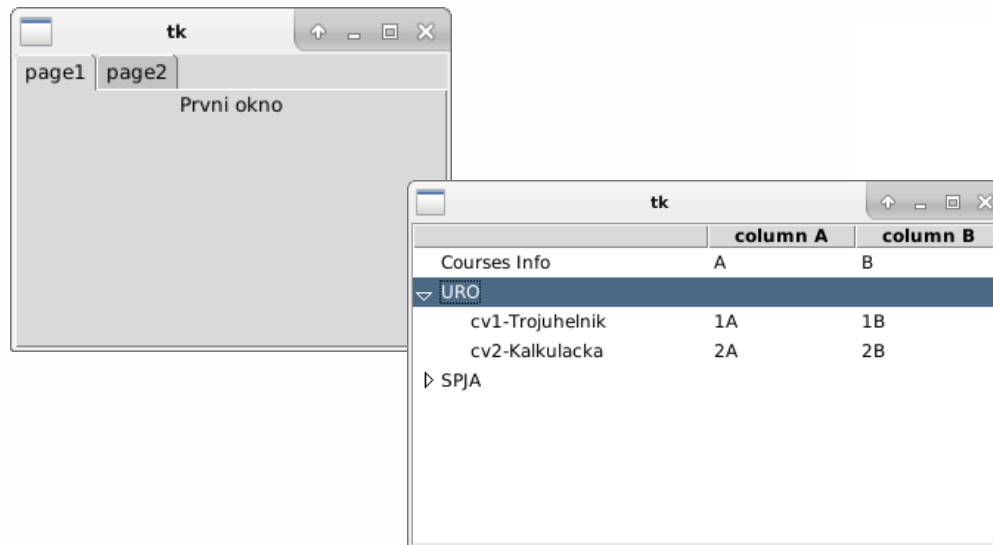 tk
page1 page2
Prvni okno
tk
column A column B
Courses Info A B
URO
cv1-Trojuhelnik 1A 1B
cv2-Kalkulacka 2A 2B
SPJA